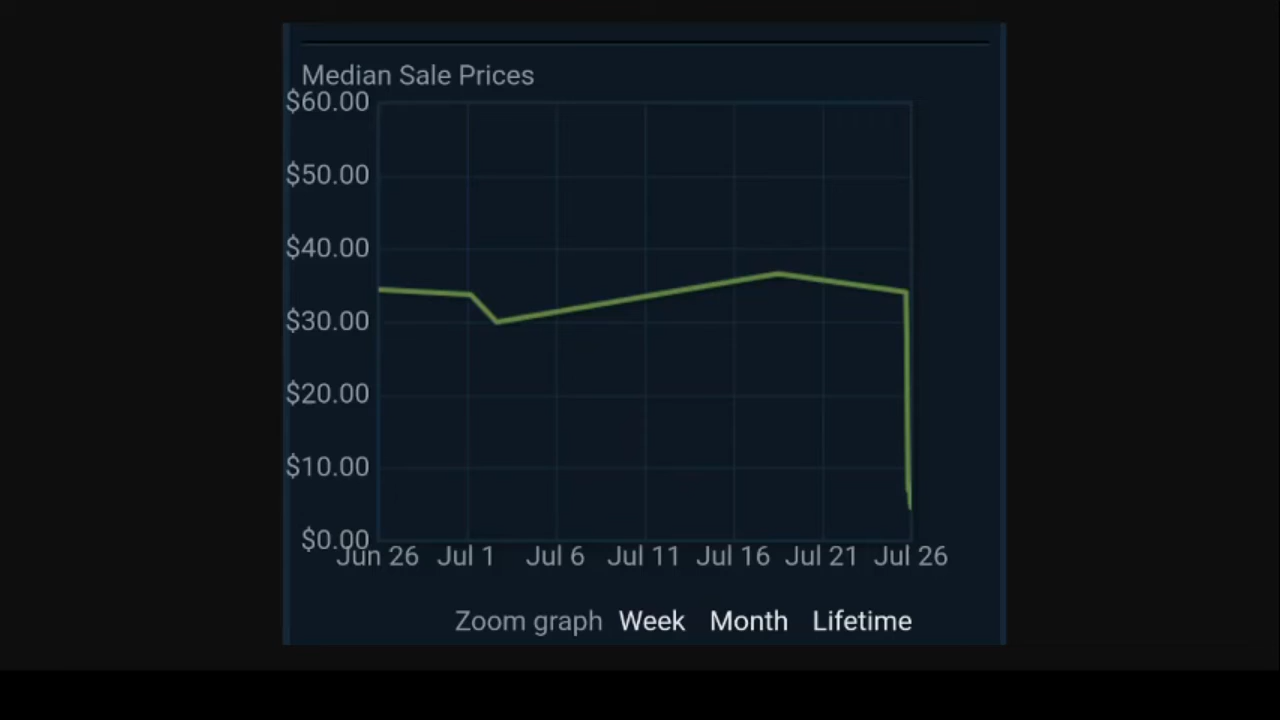 Median Sale Prices
$60.00
$50.00
$40.00
$30.00
$20.00
$10.00
$0.00
Jun 26 Jul 1 Jul 6 Jul 11 Jul 16 Jul 21 Jul 26
Zoom graph Week Month Lifetime